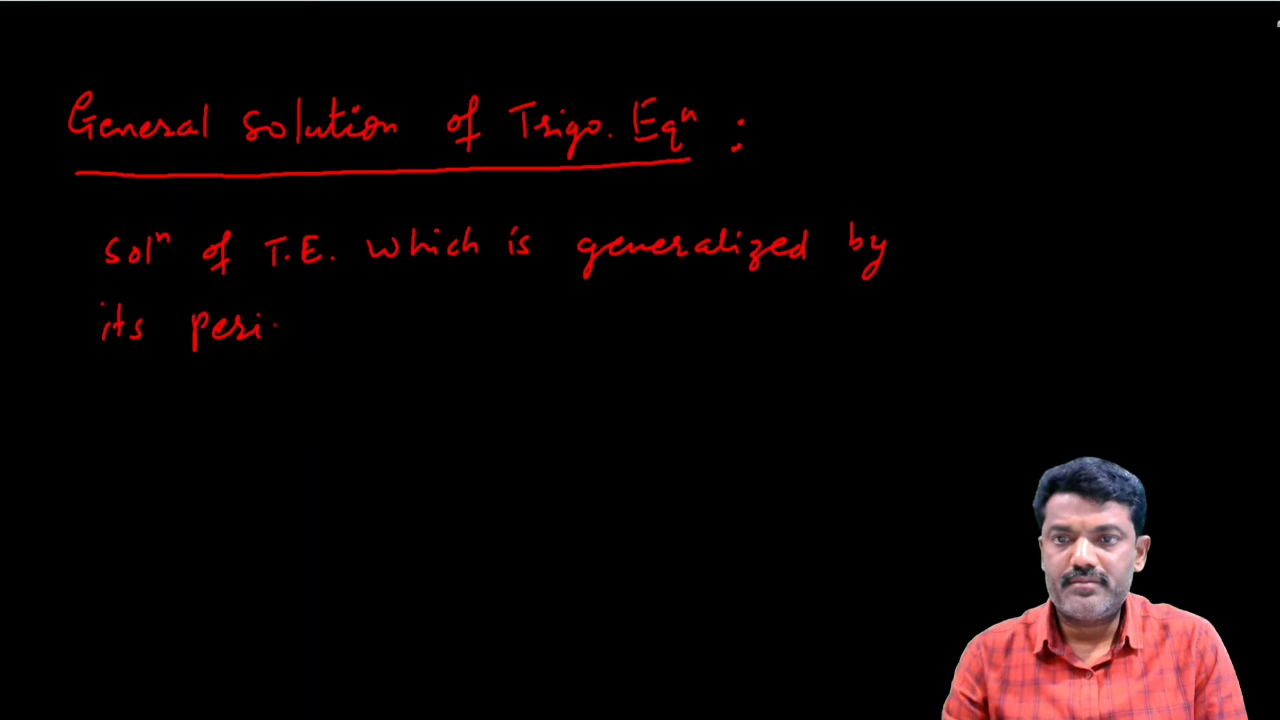 General solution of Trigo. Eqⁿ :
solⁿ of T.E. which is generalized by
its peri